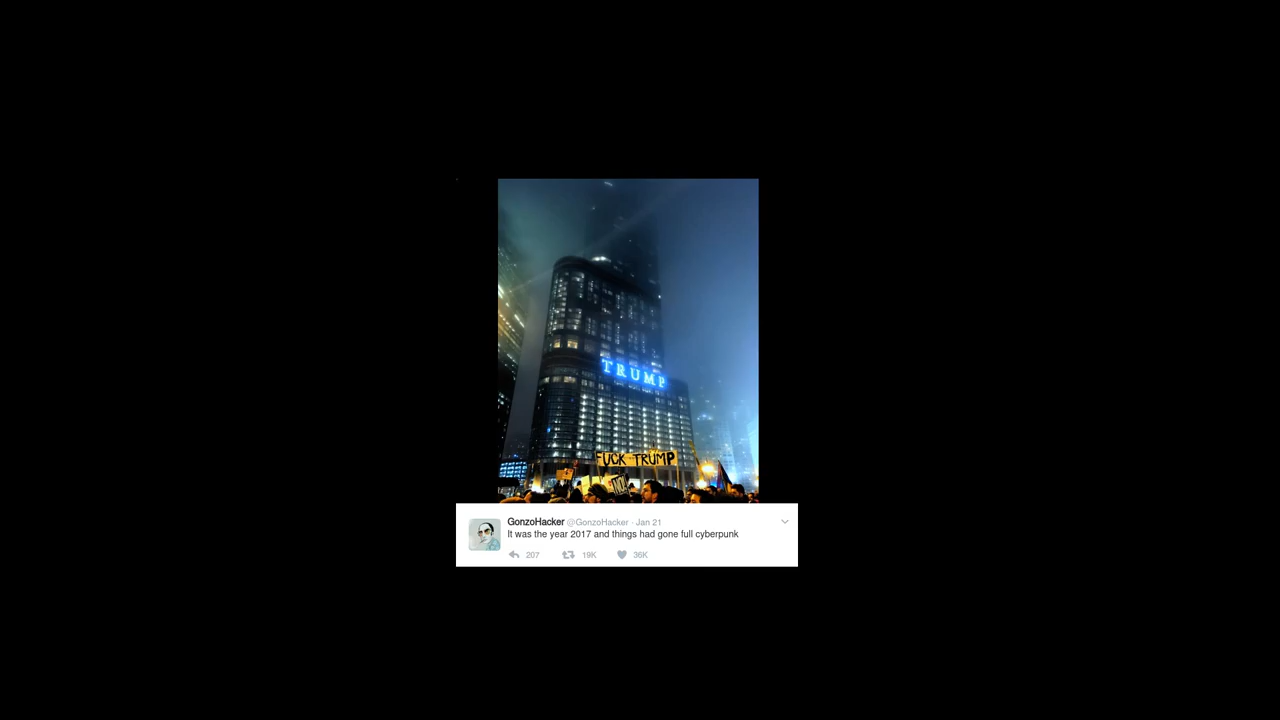 TRUMP
FUCK TRUMP
NO!
GonzoHacker @GonzoHacker · Jan 21
It was the year 2017 and things had gone full cyberpunk
207 19K 36K